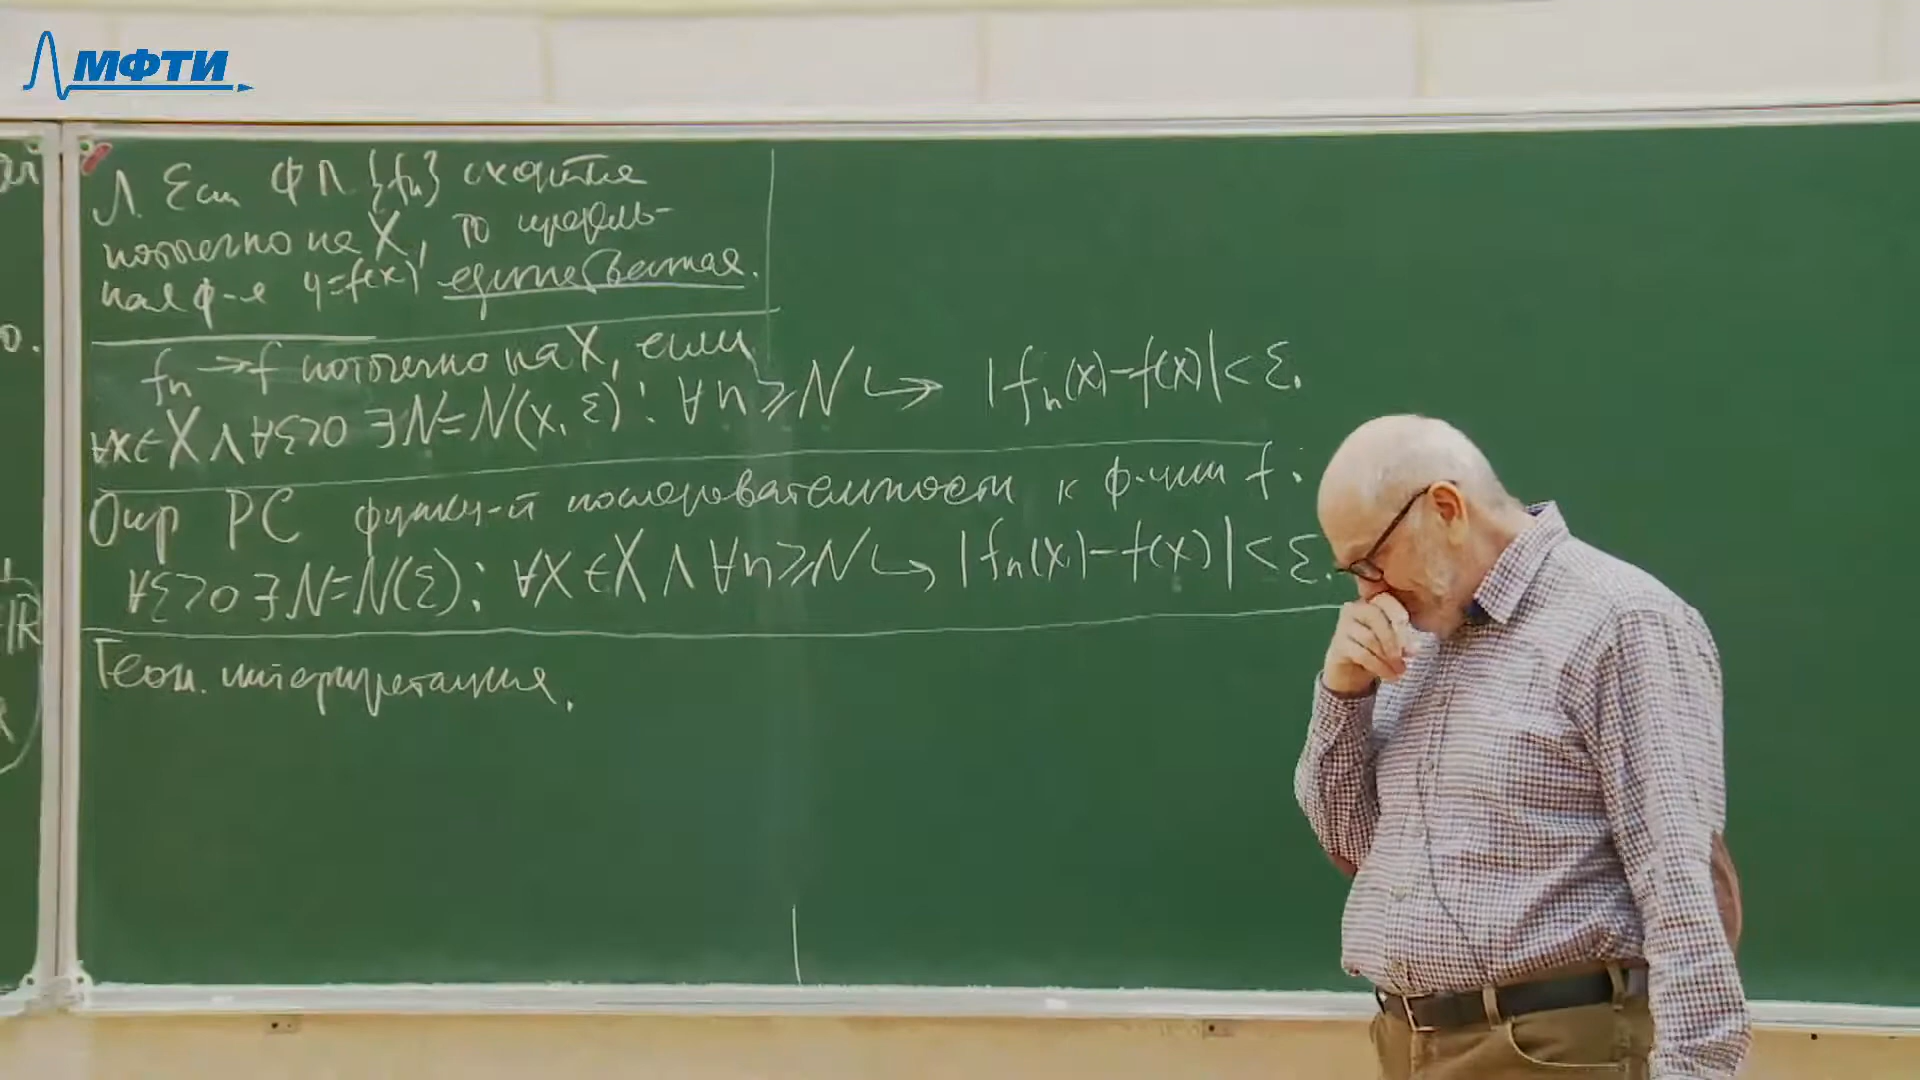 МФТИ
Л. Если ФП {fₙ} сходится
поточечно на X, то предель-
ная ф-я y=f(x) единственная.
fₙ → f поточечно на X, если
∀x∈X ∧ ∀ε>0 ∃N=N(x, ε): ∀n⩾N ↪ |fₙ(x)-f(x)|<ε.
Опр РС функц-й последовательности к ф-ции f:
∀ε>0 ∃N=N(ε): ∀x∈X ∧ ∀n⩾N ↪ |fₙ(x)-f(x)|<ε.
Геом. интерпретация.